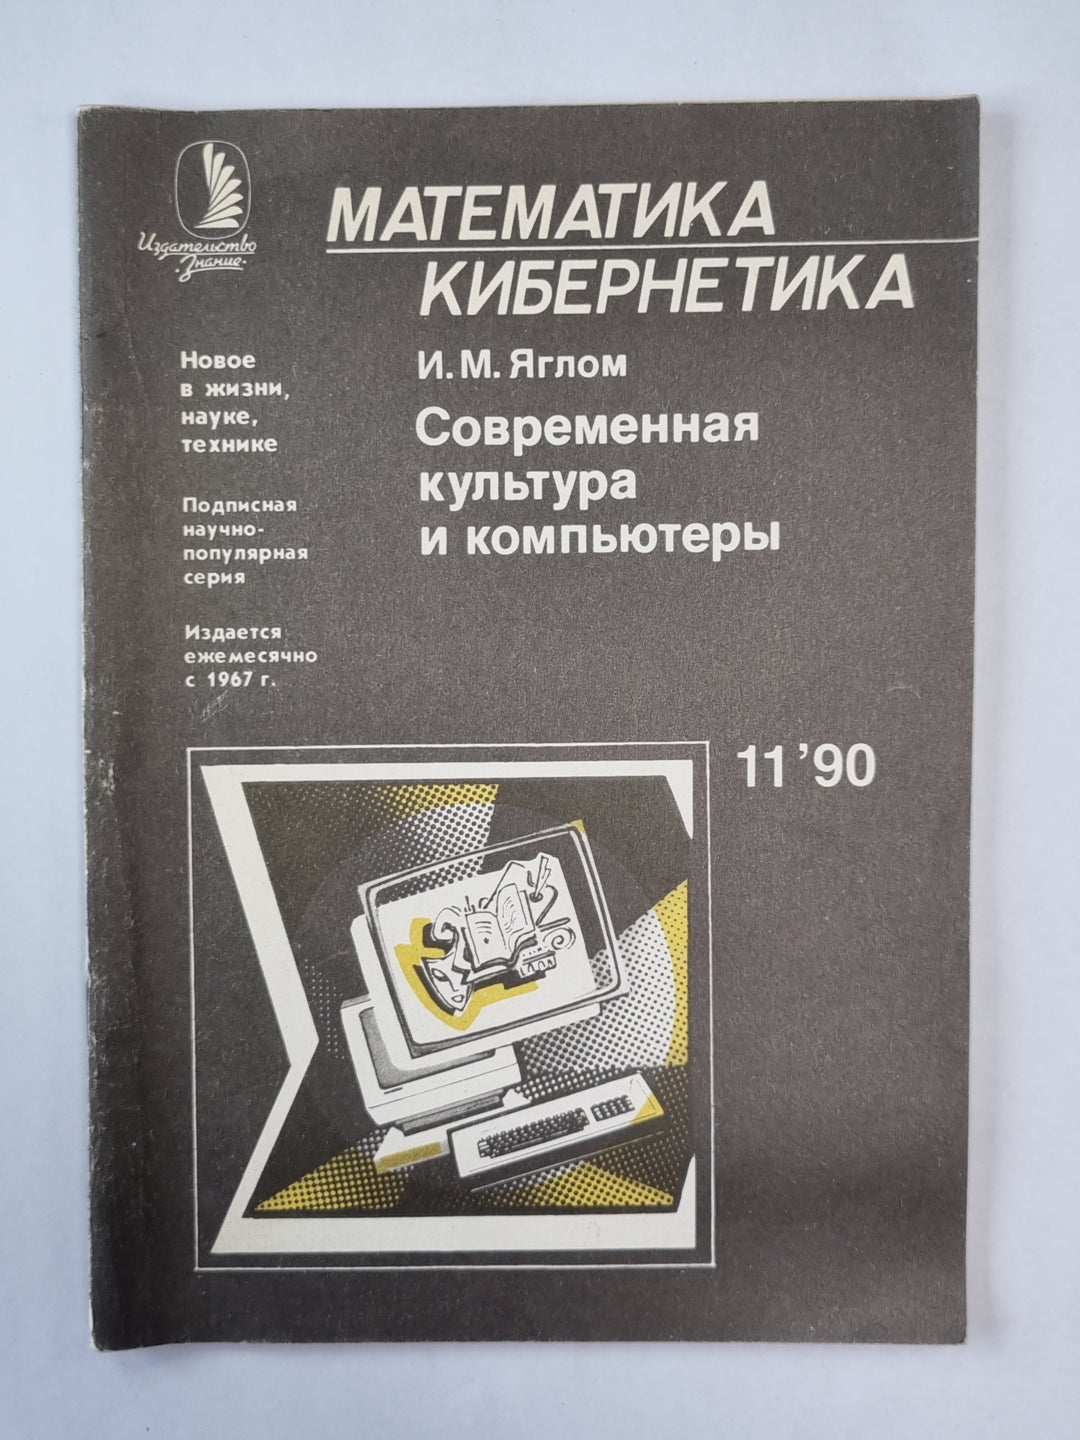 Издательство
·Знание·
МАТЕМАТИКА
КИБЕРНЕТИКА
Новое
в жизни,
науке,
технике
Подписная
научно-
популярная
серия
Издается
ежемесячно
с 1967 г.
И. М. Яглом
Современная
культура
и компьютеры
11 ’90